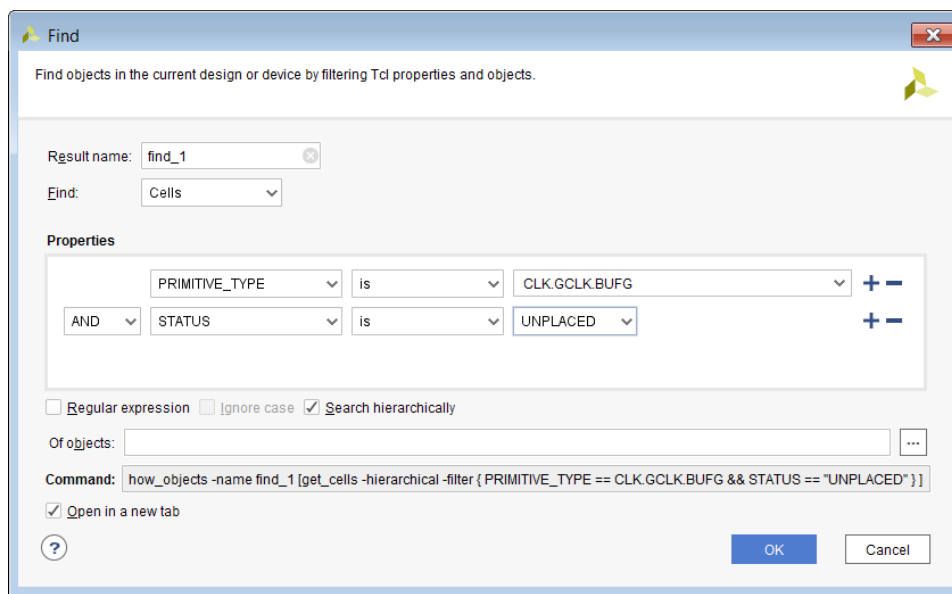 Find
Find objects in the current design or device by filtering Tcl properties and objects.
Result name: find_1
Find: Cells
Properties
PRIMITIVE_TYPE is CLK.GCLK.BUFG
AND STATUS is UNPLACED
Regular expression Ignore case Search hierarchically
Of objects: ...
Command: how_objects -name find_1 [get_cells -hierarchical -filter { PRIMITIVE_TYPE == CLK.GCLK.BUFG && STATUS == "UNPLACED" } ]
Open in a new tab
? OK Cancel